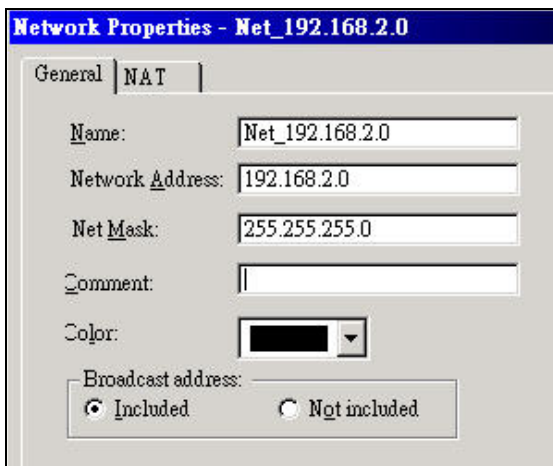 Network Properties - Net_192.168.2.0
General NAT
Name: Net_192.168.2.0
Network Address: 192.168.2.0
Net Mask: 255.255.255.0
Comment:
Color:
Broadcast address:
Included Not included